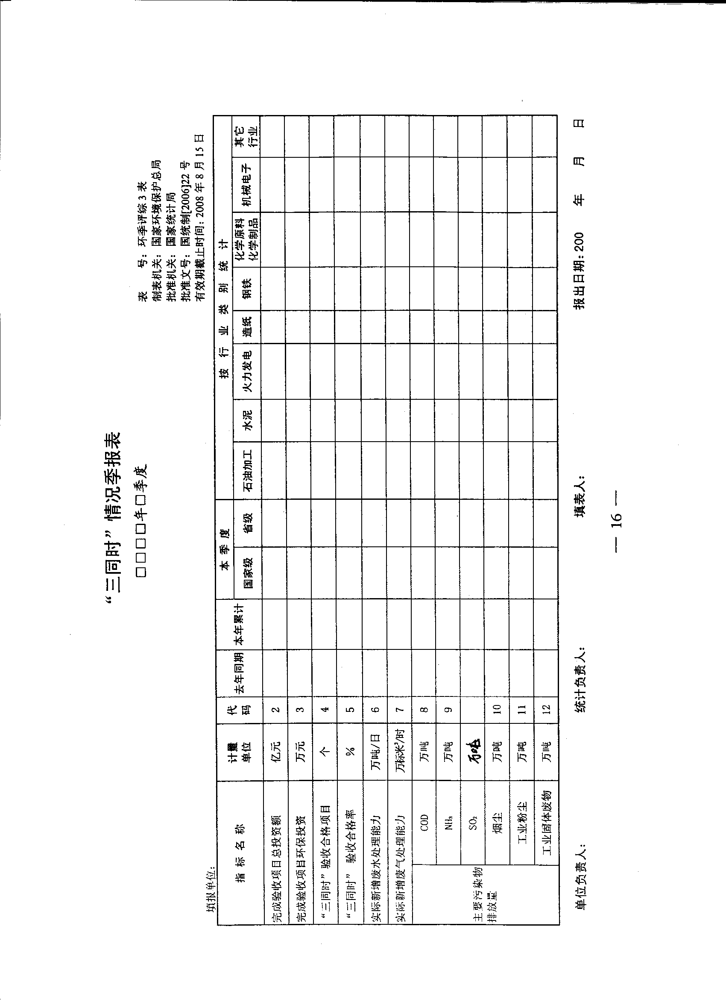 “三同时”情况季报表
□□□□年□季度
表 号：环季评综3表
制表机关：国家环境保护总局
批准机关：国家统计局
批准文号：国统制[2006]22号
有效期截止时间：2008年8月15日
填报单位：
指标名称 计量单位 代码 去年同期 本年累计 本季度 按行业类别统计
国家级 省级 石油加工 水泥 火力发电 造纸 钢铁 化学原料化学制品 机械电子 其它行业
完成验收项目总投资额 亿元 2
完成验收项目环保投资 万元 3
“三同时”验收合格项目 个 4
“三同时” 验收合格率 % 5
实际新增废水处理能力 万吨/日 6
实际新增废气处理能力 万标米³/时 7
主要污染物排放量 COD 万吨 8
NH₃ 万吨 9
SO₂ 万吨
烟尘 万吨 10
工业粉尘 万吨 11
工业固体废物 万吨 12
单位负责人： 统计负责人： 填表人： 报出日期：200 年 月 日
— 16 —